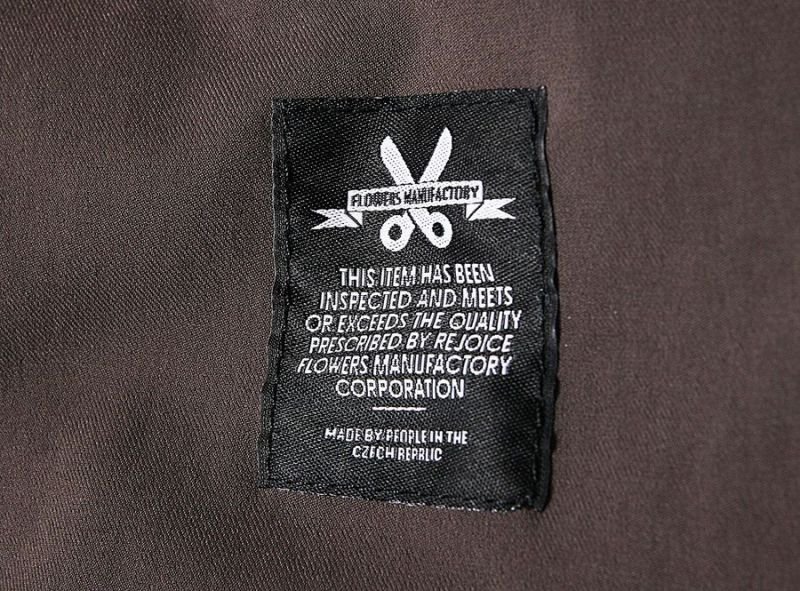 FLOWERS MANUFACTORY
THIS ITEM HAS BEEN
INSPECTED AND MEETS
OR EXCEEDS THE QUALITY
PRESCRIBED BY REJOICE
FLOWERS MANUFACTORY
CORPORATION
MADE BY PEOPLE IN THE
CZECH REPBLIC